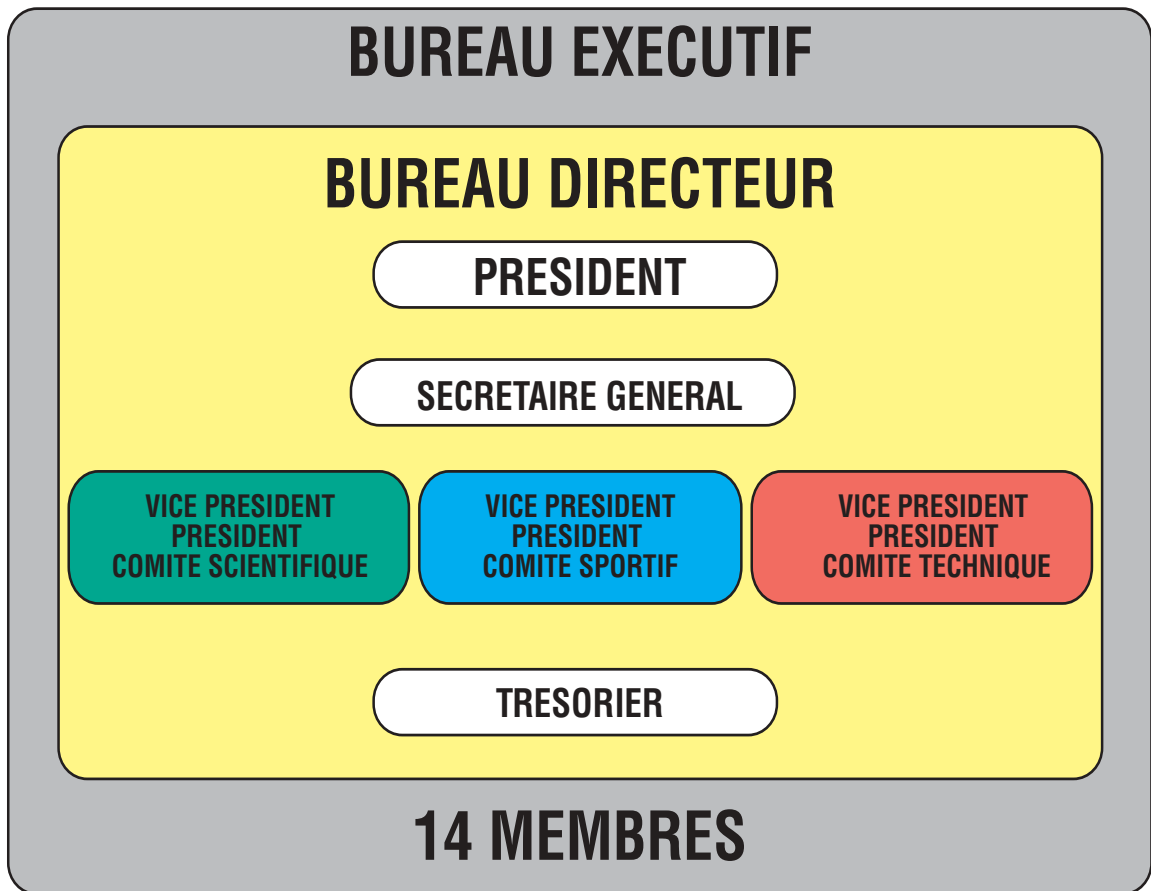 BUREAU EXECUTIF
BUREAU DIRECTEUR
PRESIDENT
SECRETAIRE GENERAL
VICE PRESIDENT
PRESIDENT
COMITE SCIENTIFIQUE
VICE PRESIDENT
PRESIDENT
COMITE SPORTIF
VICE PRESIDENT
PRESIDENT
COMITE TECHNIQUE
TRESORIER
14 MEMBRES